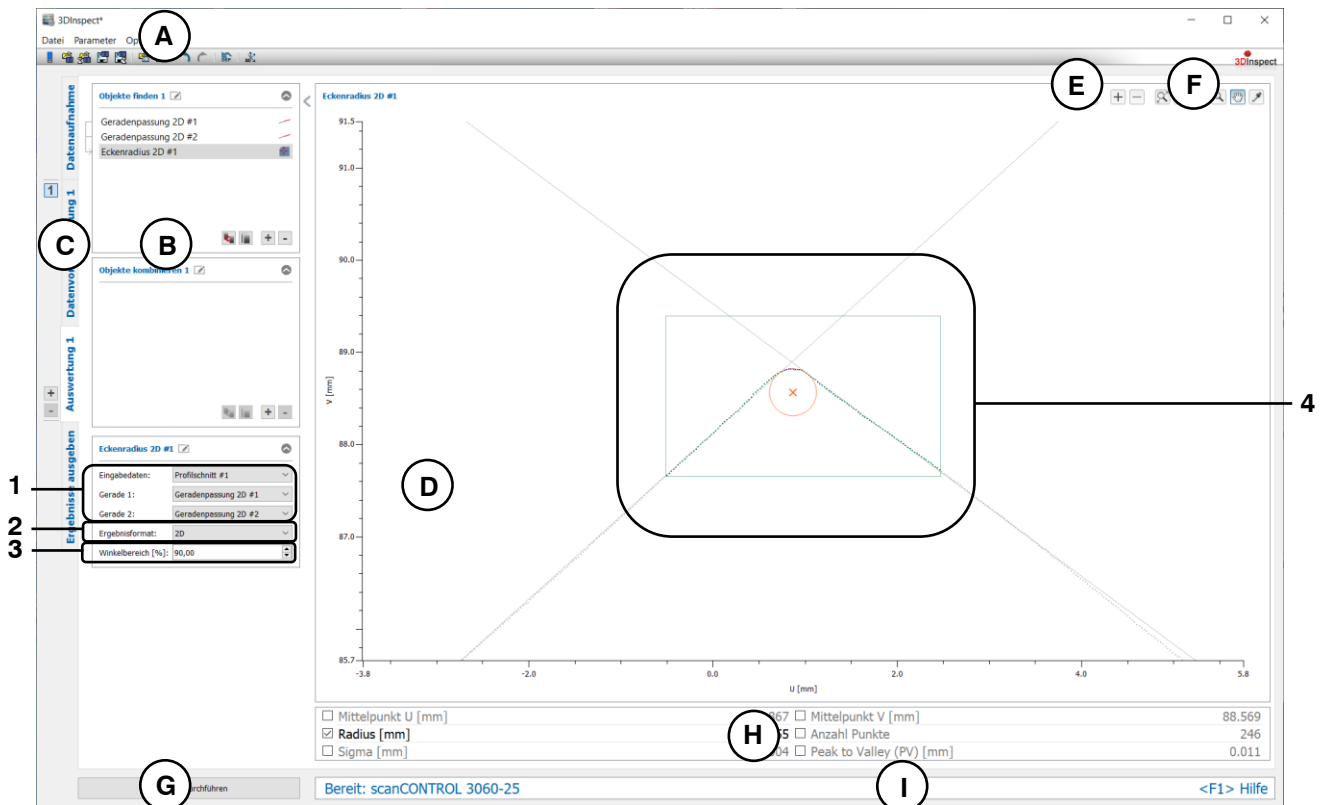 3DInspect*
Datei Parameter Op
A
3DInspect
Datenaufnahme
Objekte finden 1
Geradenpassung 2D #1
Geradenpassung 2D #2
Eckenradius 2D #1
1
C
B
Objekte kombinieren 1
Auswertung 1
+
-
Ergebnisse ausgeben
Eckenradius 2D #1
1
Eingabedaten: Profilschnitt #1
Gerade 1: Geradenpassung 2D #1
Gerade 2: Geradenpassung 2D #2
2
Ergebnisformat: 2D
3
Winkelbereich [%]: 90,00
G
rchführen
Eckenradius 2D #1
E
F
91.5
91.0
90.0
89.0
88.0
87.0
85.7
V [mm]
D
4
-3.8 -2.0 0.0 2.0 4.0 5.8
U [mm]
Mittelpunkt U [mm] 867 Mittelpunkt V [mm] 88.569
Radius [mm] H Anzahl Punkte 246
Sigma [mm] 04 Peak to Valley (PV) [mm] 0.011
Bereit: scanCONTROL 3060-25 I <F1> Hilfe